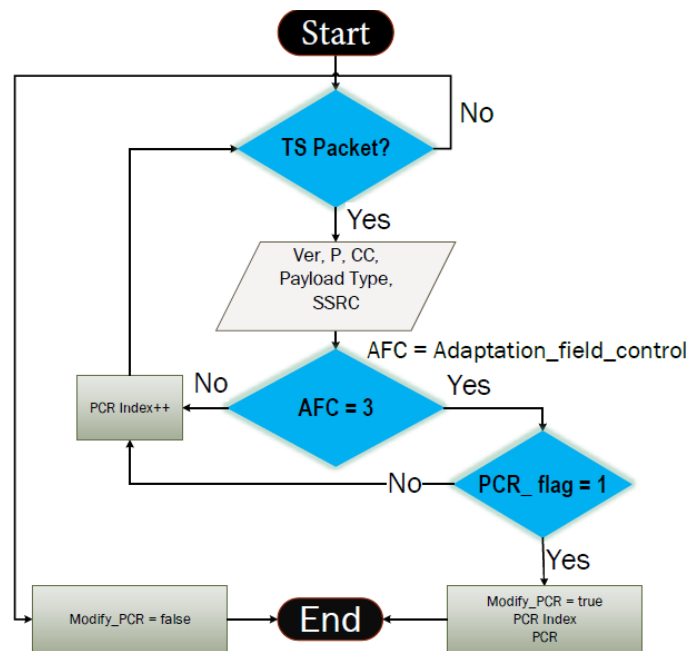 Start
No
TS Packet?
Yes
Ver, P, CC,
Payload Type,
SSRC
AFC = Adaptation_field_control
No
Yes
PCR Index++
AFC = 3
No
PCR_ flag = 1
Yes
Modify_PCR = false
End
Modify_PCR = true
PCR Index
PCR